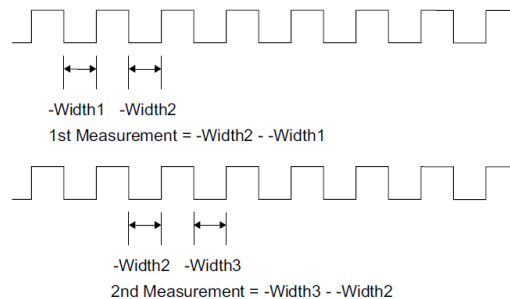 -Width1 -Width2
1st Measurement = -Width2 - -Width1
-Width2 -Width3
2nd Measurement = -Width3 - -Width2